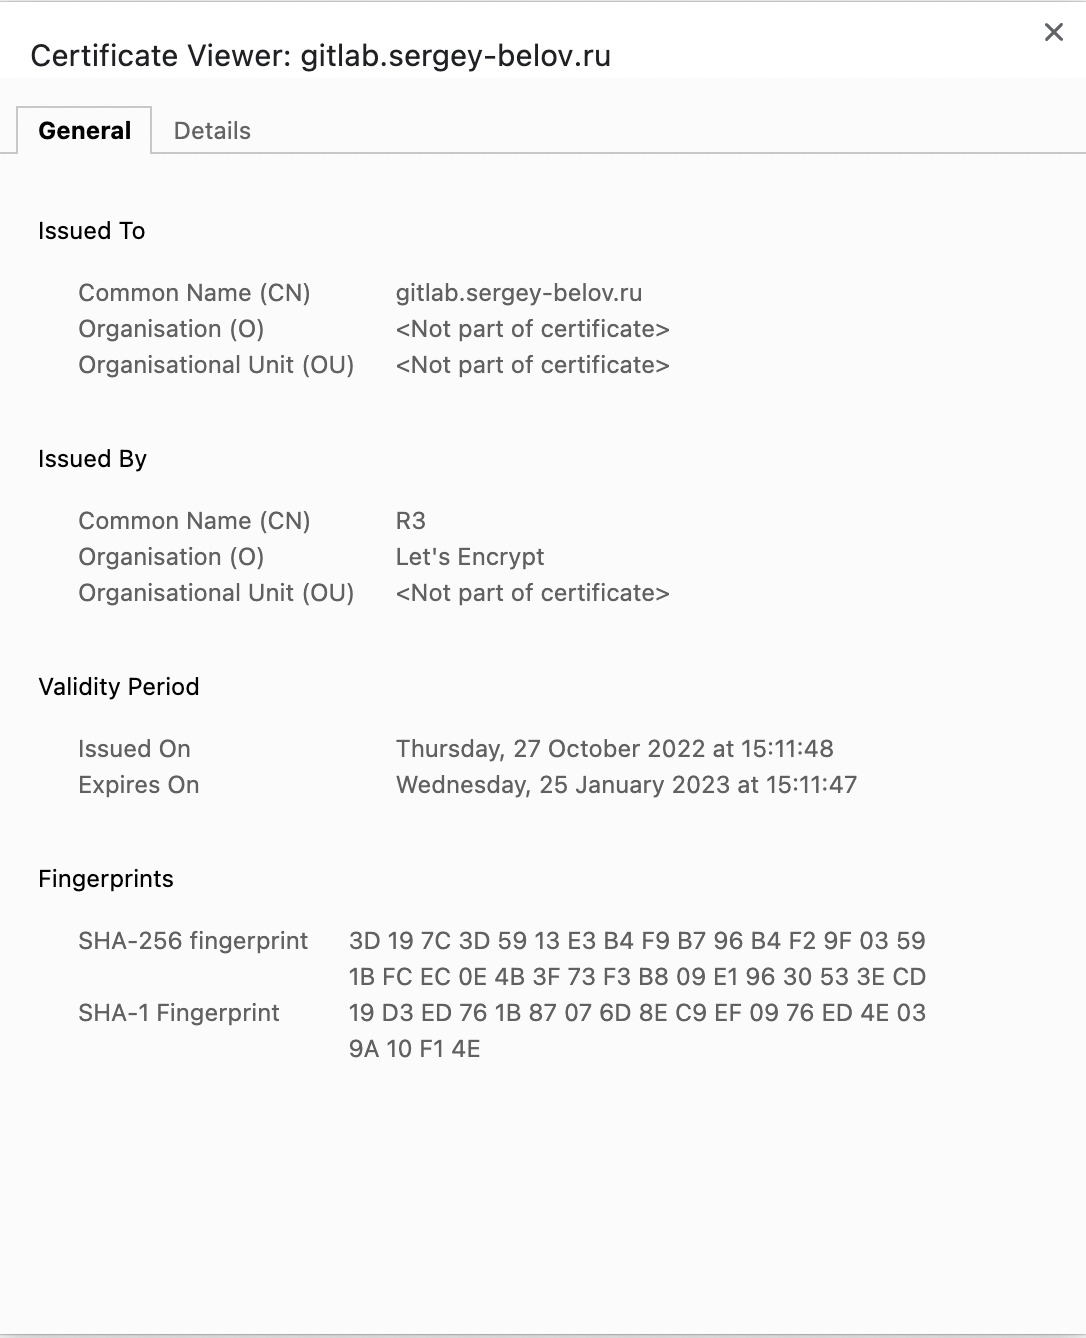 Certificate Viewer: gitlab.sergey-belov.ru
General Details
Issued To
Common Name (CN) gitlab.sergey-belov.ru
Organisation (O) <Not part of certificate>
Organisational Unit (OU) <Not part of certificate>
Issued By
Common Name (CN) R3
Organisation (O) Let's Encrypt
Organisational Unit (OU) <Not part of certificate>
Validity Period
Issued On Thursday, 27 October 2022 at 15:11:48
Expires On Wednesday, 25 January 2023 at 15:11:47
Fingerprints
SHA-256 fingerprint 3D 19 7C 3D 59 13 E3 B4 F9 B7 96 B4 F2 9F 03 59
1B FC EC 0E 4B 3F 73 F3 B8 09 E1 96 30 53 3E CD
SHA-1 Fingerprint 19 D3 ED 76 1B 87 07 6D 8E C9 EF 09 76 ED 4E 03
9A 10 F1 4E